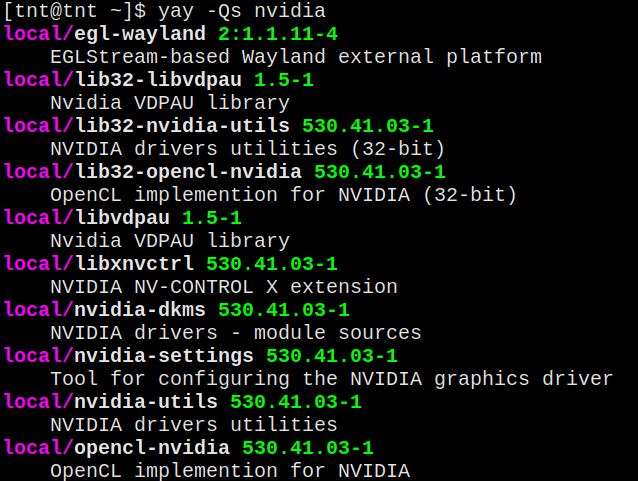 [tnt@tnt ~]$ yay -Qs nvidia
local/egl-wayland 2:1.1.11-4
    EGLStream-based Wayland external platform
local/lib32-libvdpau 1.5-1
    Nvidia VDPAU library
local/lib32-nvidia-utils 530.41.03-1
    NVIDIA drivers utilities (32-bit)
local/lib32-opencl-nvidia 530.41.03-1
    OpenCL implemention for NVIDIA (32-bit)
local/libvdpau 1.5-1
    Nvidia VDPAU library
local/libxnvctrl 530.41.03-1
    NVIDIA NV-CONTROL X extension
local/nvidia-dkms 530.41.03-1
    NVIDIA drivers - module sources
local/nvidia-settings 530.41.03-1
    Tool for configuring the NVIDIA graphics driver
local/nvidia-utils 530.41.03-1
    NVIDIA drivers utilities
local/opencl-nvidia 530.41.03-1
    OpenCL implemention for NVIDIA